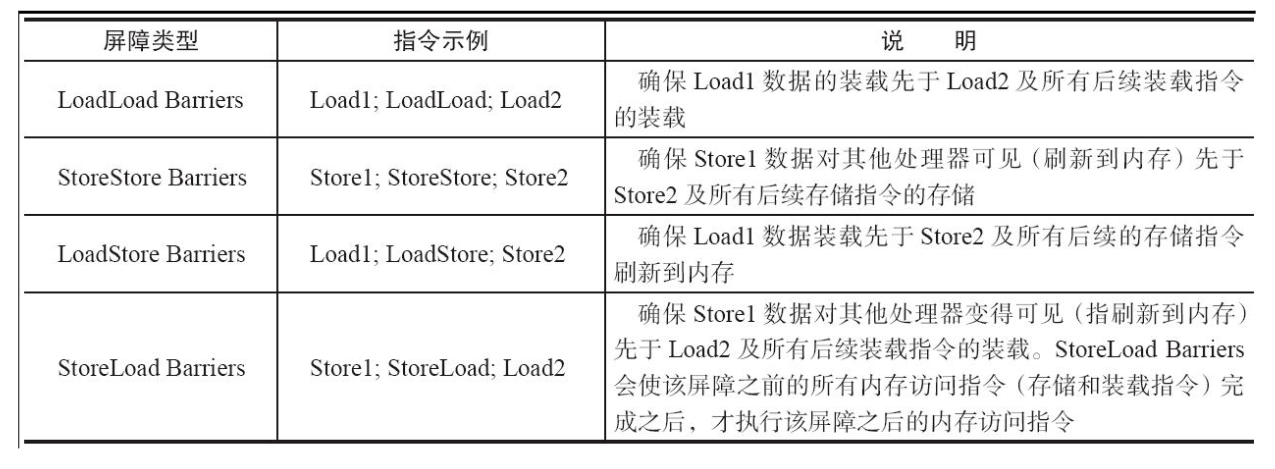 屏障类型 指令示例 说 明
LoadLoad Barriers Load1; LoadLoad; Load2 确保 Load1 数据的装载先于 Load2 及所有后续装载指令
的装载
StoreStore Barriers Store1; StoreStore; Store2 确保 Store1 数据对其他处理器可见（刷新到内存）先于
Store2 及所有后续存储指令的存储
LoadStore Barriers Load1; LoadStore; Store2 确保 Load1 数据装载先于 Store2 及所有后续的存储指令
刷新到内存
StoreLoad Barriers Store1; StoreLoad; Load2 确保 Store1 数据对其他处理器变得可见（指刷新到内存）
先于 Load2 及所有后续装载指令的装载。StoreLoad Barriers
会使该屏障之前的所有内存访问指令（存储和装载指令）完
成之后，才执行该屏障之后的内存访问指令